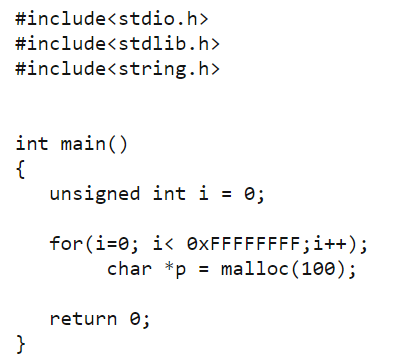 #include<stdio.h>
#include<stdlib.h>
#include<string.h>
int main()
{
unsigned int i = 0;
for(i=0; i< 0xFFFFFFFF;i++);
char *p = malloc(100);
return 0;
}